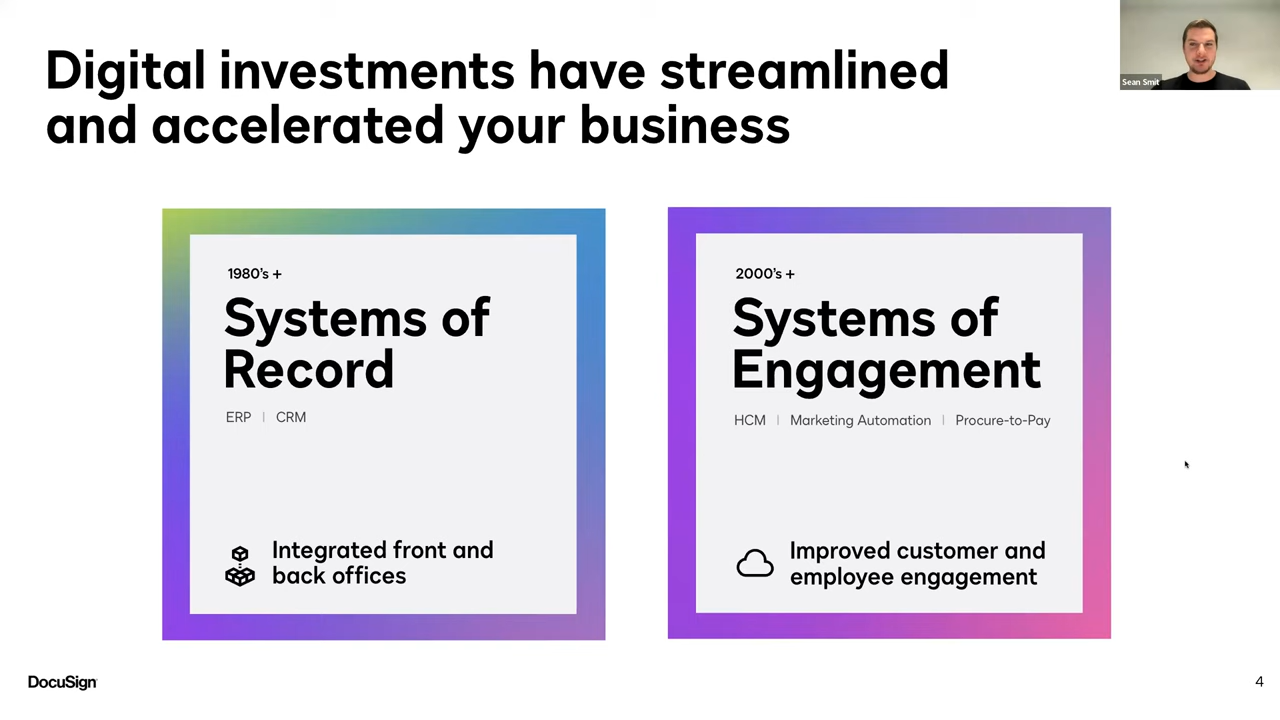 Digital investments have streamlined
and accelerated your business
Sean Smit
1980's +
Systems of
Record
ERP | CRM
Integrated front and
back offices
2000's +
Systems of
Engagement
HCM | Marketing Automation | Procure-to-Pay
Improved customer and
employee engagement
DocuSign
4